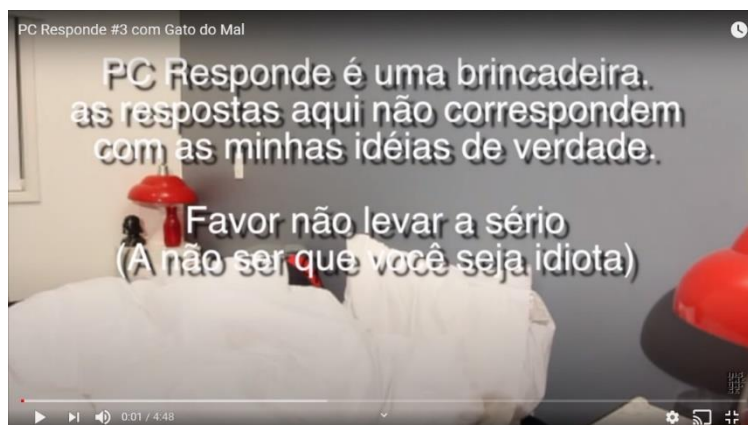 PC Responde #3 com Gato do Mal
PC Responde é uma brincadeira.
as respostas aqui não correspondem
com as minhas idéias de verdade.
Favor não levar a sério
(A não ser que você seja idiota)
0:01 / 4:48